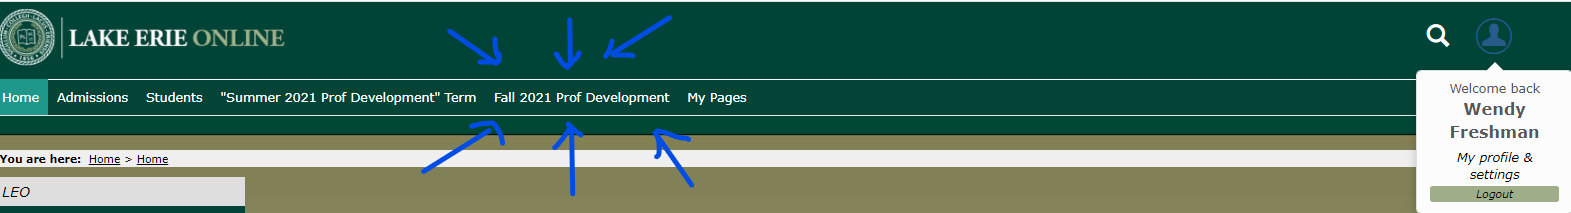 LAKE ERIE ONLINE
Home Admissions Students "Summer 2021 Prof Development" Term Fall 2021 Prof Development My Pages
Welcome back
Wendy
Freshman
My profile &
settings
Logout
You are here: Home > Home
LEO